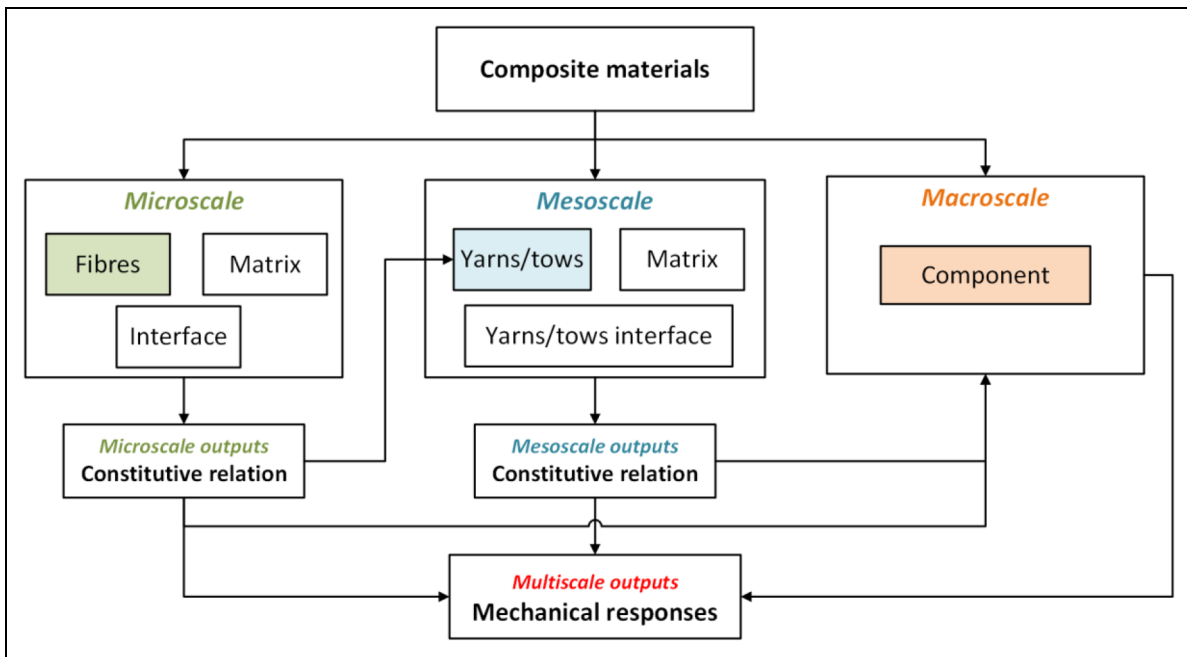 Composite materials
Microscale
Fibres
Matrix
Interface
Mesoscale
Yarns/tows
Matrix
Yarns/tows interface
Macroscale
Component
Microscale outputs
Constitutive relation
Mesoscale outputs
Constitutive relation
Multiscale outputs
Mechanical responses